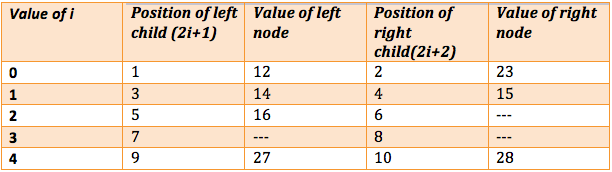 Value of i Position of left child (2i+1) Value of left node Position of right child(2i+2) Value of right node
0 1 12 2 23
1 3 14 4 15
2 5 16 6 ---
3 7 --- 8 ---
4 9 27 10 28